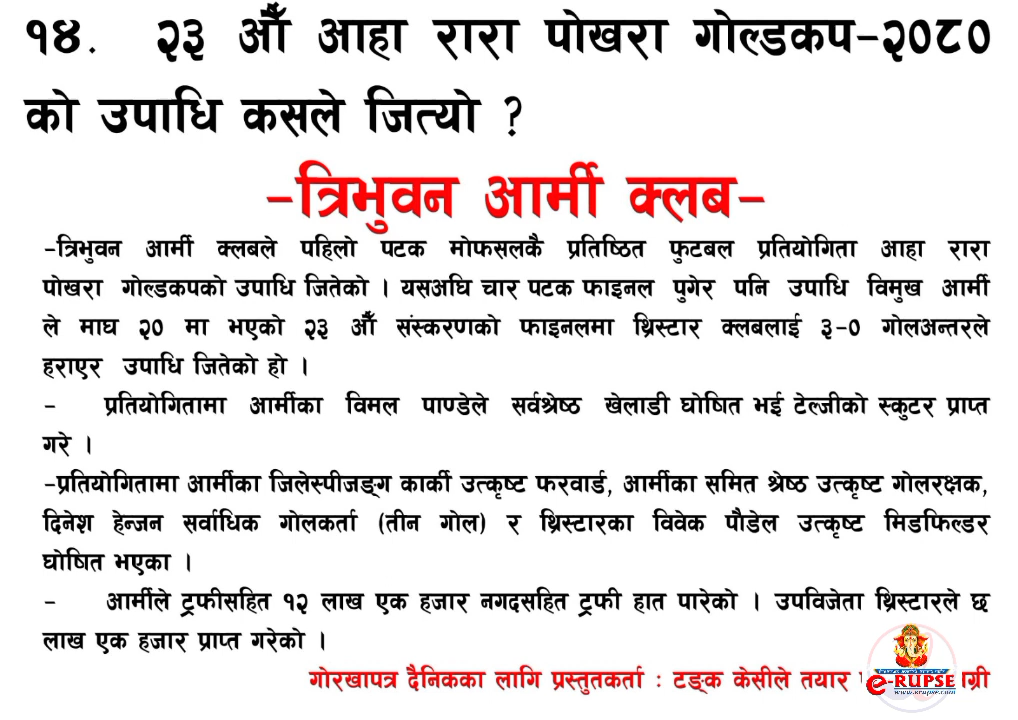 १४. २३ औँ आहा रारा पोखरा गोल्डकप-२०८०
को उपाधि कसले जित्यो ?
-त्रिभुवन आर्मी क्लब-
-त्रिभुवन आर्मी क्लबले पहिलो पटक मोफसलकै प्रतिष्ठित फुटबल प्रतियोगिता आहा रारा
पोखरा गोल्डकपको उपाधि जितेको । यसअघि चार पटक फाइनल पुगेर पनि उपाधि विमुख आर्मी
ले माघ २० मा भएको २३ औँ संस्करणको फाइनलमा थ्रिस्टार क्लबलाई ३-० गोलअन्तरले
हराएर उपाधि जितेको हो ।
- प्रतियोगितामा आर्मीका विमल पाण्डेले सर्वश्रेष्ठ खेलाडी घोषित भई टेल्जीको स्कुटर प्राप्त
गरे ।
-प्रतियोगितामा आर्मीका जिलेस्पीजङ्ग कार्की उत्कृष्ट फरवार्ड, आर्मीका समित श्रेष्ठ उत्कृष्ट गोलरक्षक,
दिनेश हेन्जन सर्वाधिक गोलकर्ता (तीन गोल) र थ्रिस्टारका विवेक पौडेल उत्कृष्ट मिडफिल्डर
घोषित भएका ।
- आर्मीले ट्रफीसहित १२ लाख एक हजार नगदसहित ट्रफी हात पारेको । उपविजेता थ्रिस्टारले छ
लाख एक हजार प्राप्त गरेको ।
गोरखापत्र दैनिकका लागि प्रस्तुतकर्ता : टङ्क केसीले तयार
e-RUPSE
www.erupse.com